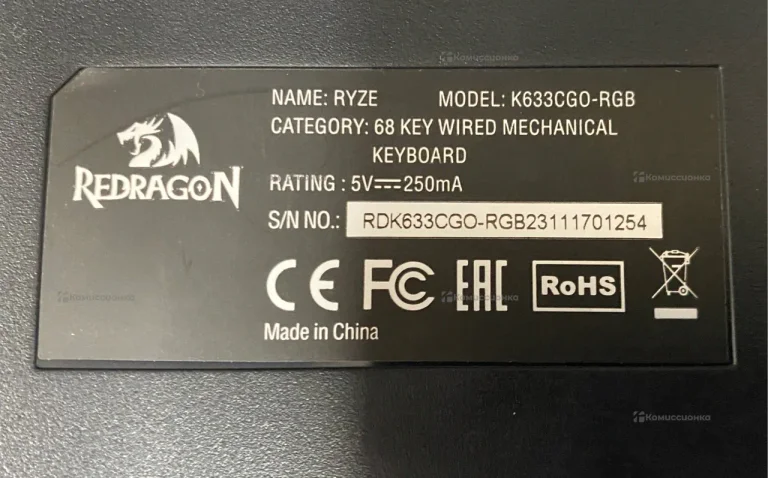 Комиссионка
NAME: RYZE MODEL: K633CGO-RGB
CATEGORY: 68 KEY WIRED MECHANICAL
KEYBOARD
Комиссионка
REDRAGON
RATING : 5V⎓250mA
S/N NO.: RDK633CGO-RGB23111701254
CE FC EAC RoHS
Комиссионка
Комиссионка
Made in China
Комиссионка